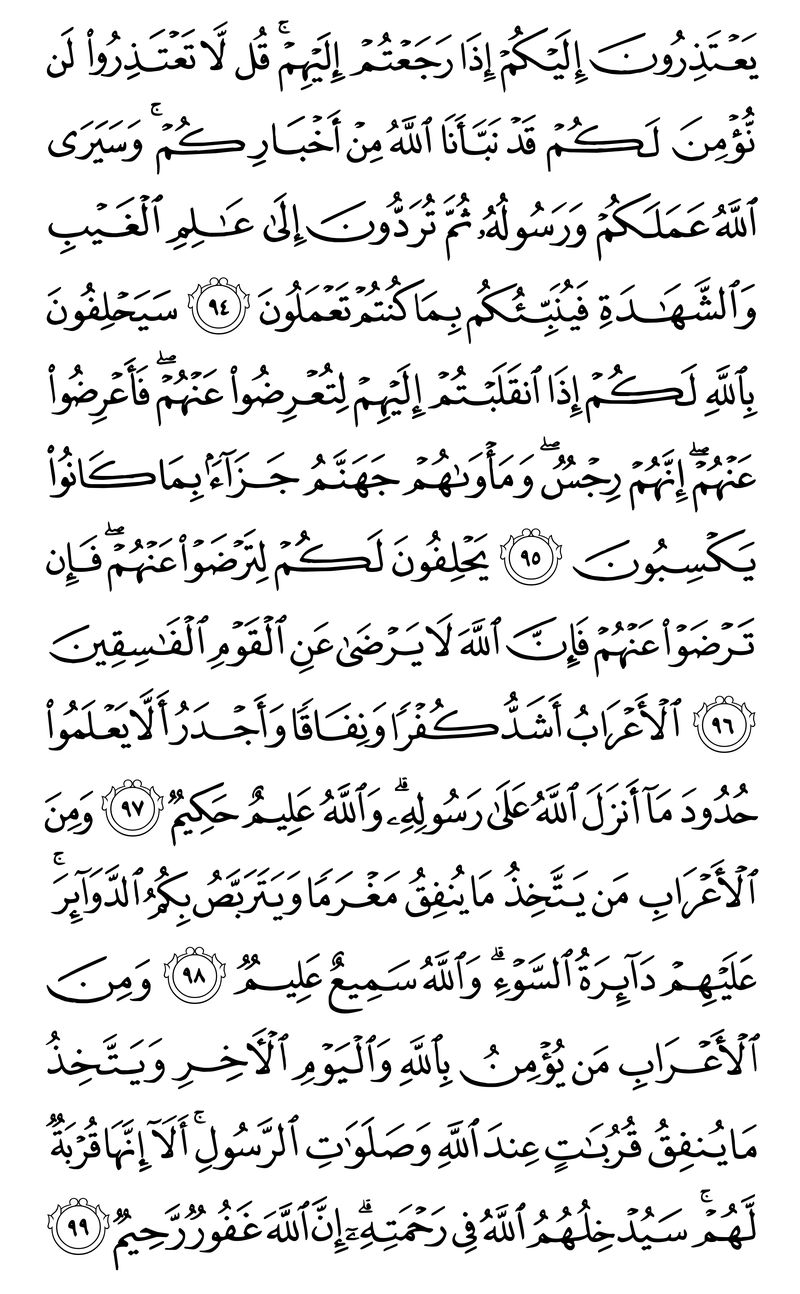 يَعْتَذِرُونَ إِلَيْكُمْ إِذَا رَجَعْتُمْ إِلَيْهِمْ ۚ قُل لَّا تَعْتَذِرُوا۟ لَن
نُّؤْمِنَ لَكُمْ قَدْ نَبَّأَنَا ٱللَّهُ مِنْ أَخْبَارِكُمْ ۚ وَسَيَرَى
ٱللَّهُ عَمَلَكُمْ وَرَسُولُهُۥ ثُمَّ تُرَدُّونَ إِلَىٰ عَـٰلِمِ ٱلْغَيْبِ
وَٱلشَّهَـٰدَةِ فَيُنَبِّئُكُم بِمَا كُنتُمْ تَعْمَلُونَ ٩٤ سَيَحْلِفُونَ
بِٱللَّهِ لَكُمْ إِذَا ٱنقَلَبْتُمْ إِلَيْهِمْ لِتُعْرِضُوا۟ عَنْهُمْ ۖ فَأَعْرِضُوا۟
عَنْهُمْ ۖ إِنَّهُمْ رِجْسٌ ۖ وَمَأْوَىٰهُمْ جَهَنَّمُ جَزَآءًۢ بِمَا كَانُوا۟
يَكْسِبُونَ ٩٥ يَحْلِفُونَ لَكُمْ لِتَرْضَوْا۟ عَنْهُمْ ۖ فَإِن
تَرْضَوْا۟ عَنْهُمْ فَإِنَّ ٱللَّهَ لَا يَرْضَىٰ عَنِ ٱلْقَوْمِ ٱلْفَـٰسِقِينَ
٩٦ ٱلْأَعْرَابُ أَشَدُّ كُفْرًا وَنِفَاقًا وَأَجْدَرُ أَلَّا يَعْلَمُوا۟
حُدُودَ مَآ أَنزَلَ ٱللَّهُ عَلَىٰ رَسُولِهِۦ ۗ وَٱللَّهُ عَلِيمٌ حَكِيمٌ ٩٧ وَمِنَ
ٱلْأَعْرَابِ مَن يَتَّخِذُ مَا يُنفِقُ مَغْرَمًا وَيَتَرَبَّصُ بِكُمُ ٱلدَّوَآئِرَ ۚ
عَلَيْهِمْ دَآئِرَةُ ٱلسَّوْءِ ۗ وَٱللَّهُ سَمِيعٌ عَلِيمٌ ٩٨ وَمِنَ
ٱلْأَعْرَابِ مَن يُؤْمِنُ بِٱللَّهِ وَٱلْيَوْمِ ٱلْـَٔاخِرِ وَيَتَّخِذُ
مَا يُنفِقُ قُرُبَـٰتٍ عِندَ ٱللَّهِ وَصَلَوَٰتِ ٱلرَّسُولِ ۚ أَلَآ إِنَّهَا قُرْبَةٌ
لَّهُمْ ۚ سَيُدْخِلُهُمُ ٱللَّهُ فِى رَحْمَتِهِۦٓ ۗ إِنَّ ٱللَّهَ غَفُورٌ رَّحِيمٌ ٩٩